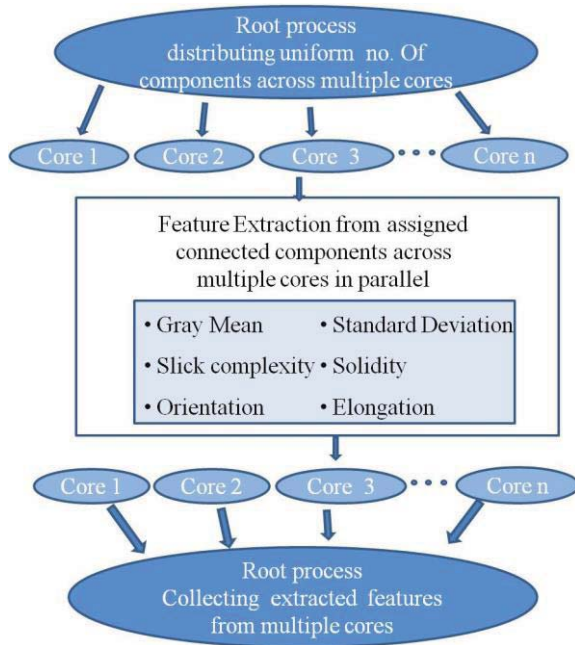 Root process
distributing uniform no. Of
components across multiple cores
Core 1 Core 2 Core 3 Core n
Feature Extraction from assigned
connected components across
multiple cores in parallel
• Gray Mean • Standard Deviation
• Slick complexity • Solidity
• Orientation • Elongation
Core 1 Core 2 Core 3 Core n
Root process
Collecting extracted features
from multiple cores